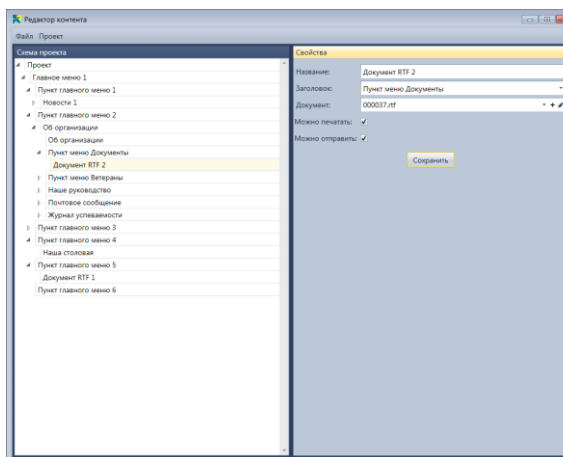 Редактор контента
Файл Проект
Схема проекта
Проект
Главное меню 1
Пункт главного меню 1
Новости 1
Пункт главного меню 2
Об организации
Об организации
Пункт меню Документы
Документ RTF 2
Пункт меню Ветераны
Наше руководство
Почтовое сообщение
Журнал успеваемости
Пункт главного меню 3
Пункт главного меню 4
Наша столовая
Пункт главного меню 5
Документ RTF 1
Пункт главного меню 6
Свойства
Название: Документ RTF 2
Заголовок: Пункт меню Документы
Документ: 000037.rtf
Можно печатать:
Можно отправить:
Сохранить